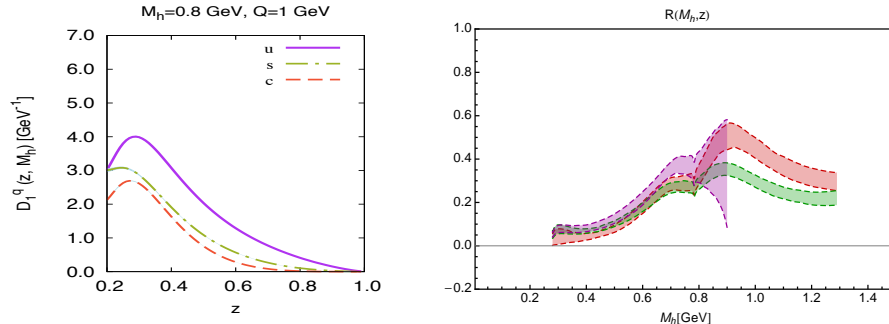 M_h=0.8 GeV, Q=1 GeV
D_1^q (z, M_h) [GeV^-1]
7.0
6.0
5.0
4.0
3.0
2.0
1.0
0.0
u
s
c
0.2 0.4 0.6 0.8 1.0
z
R(M_h,z)
1.0
0.8
0.6
0.4
0.2
0.0
−0.2
0.2 0.4 0.6 0.8 1.0 1.2 1.4
M_h[GeV]